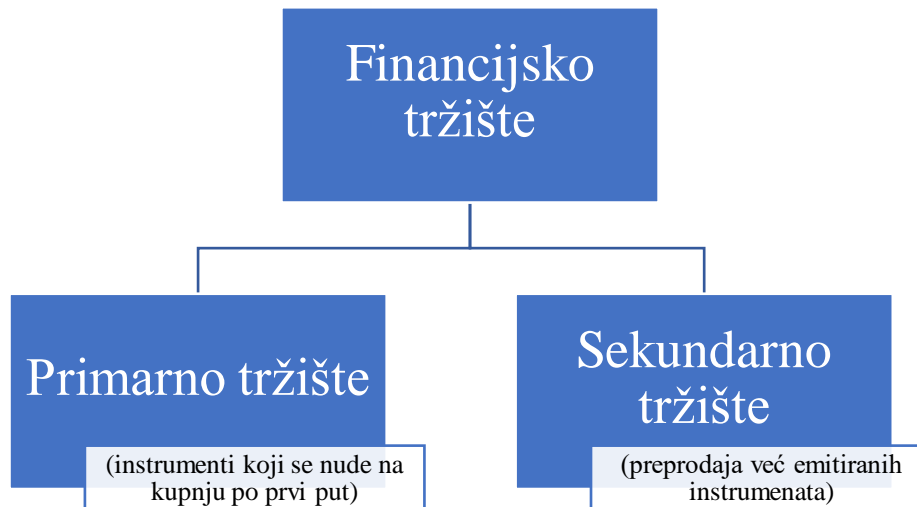 Financijsko
tržište
Primarno tržište
(instrumenti koji se nude na
kupnju po prvi put)
Sekundarno
tržište
(preprodaja već emitiranih
instrumenata)